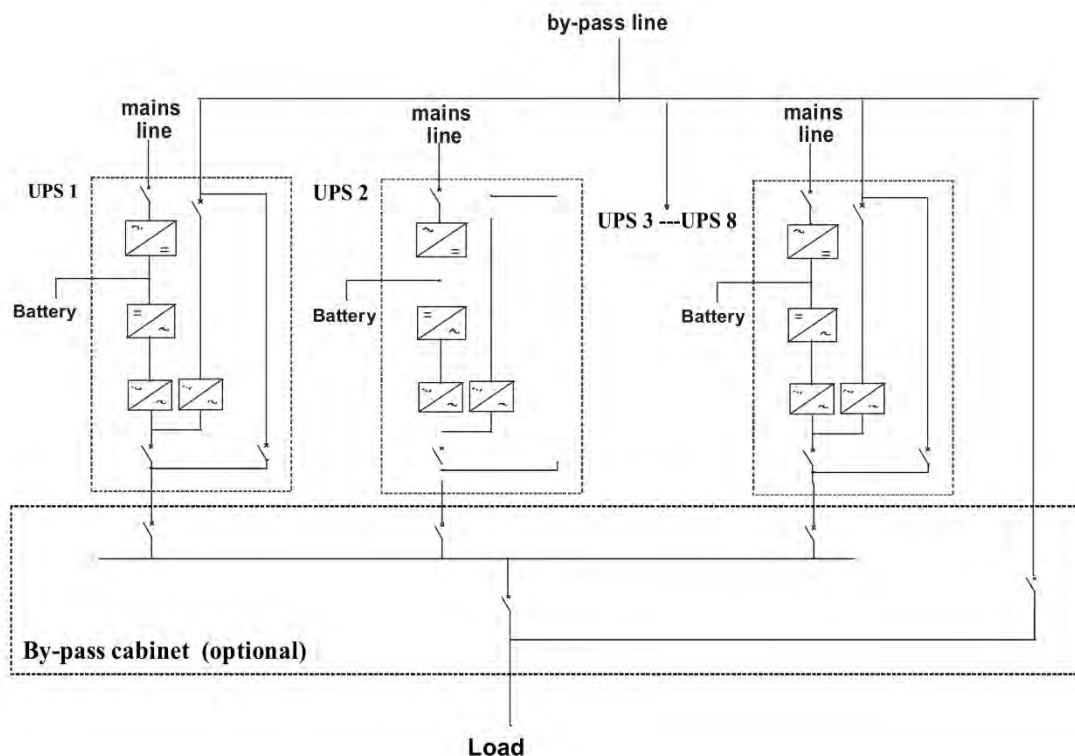 by-pass line
mains
line
mains
line
mains
line
UPS 1
UPS 2
UPS 3 ---UPS 8
Battery
Battery
Battery
By-pass cabinet (optional)
Load